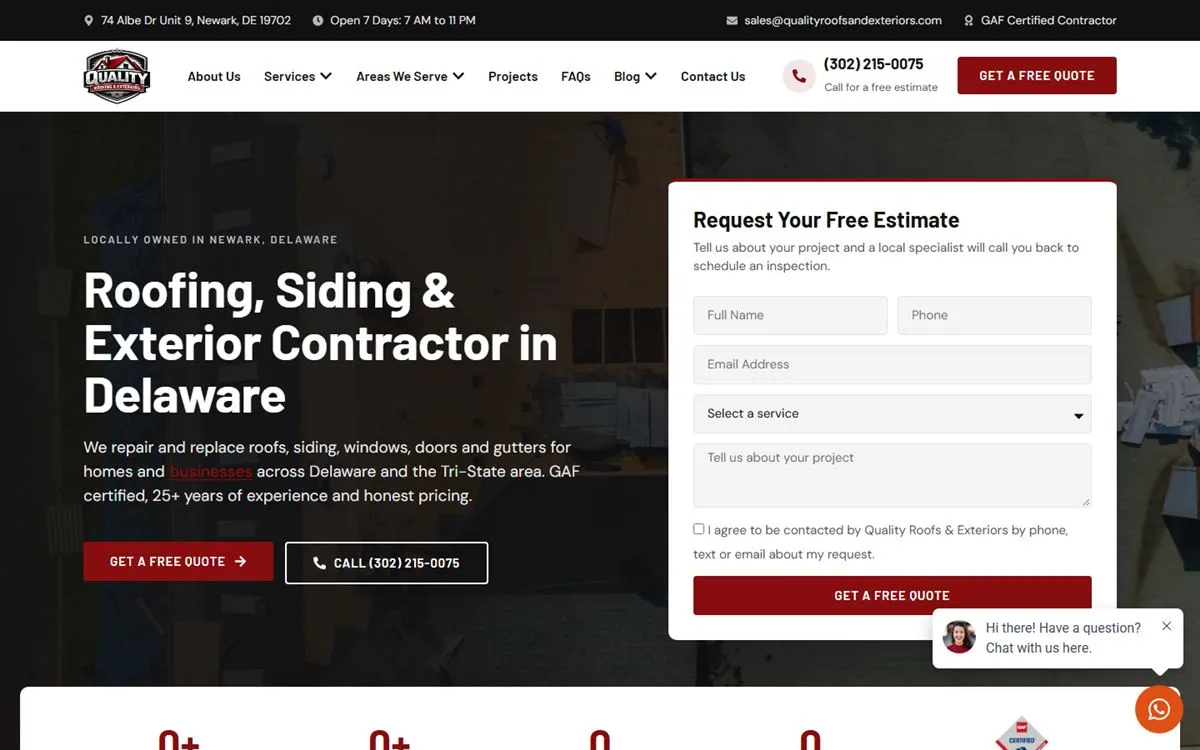 74 Albe Dr Unit 9, Newark, DE 19702
Open 7 Days: 7 AM to 11 PM
sales@qualityroofsandexteriors.com
GAF Certified Contractor
QUALITY
ROOFING & EXTERIORS
About Us
Services
Areas We Serve
Projects
FAQs
Blog
Contact Us
(302) 215-0075
Call for a free estimate
GET A FREE QUOTE
LOCALLY OWNED IN NEWARK, DELAWARE
Roofing, Siding &
Exterior Contractor in
Delaware
We repair and replace roofs, siding, windows, doors and gutters for
homes and businesses across Delaware and the Tri-State area. GAF
certified, 25+ years of experience and honest pricing.
GET A FREE QUOTE
CALL (302) 215-0075
Request Your Free Estimate
Tell us about your project and a local specialist will call you back to
schedule an inspection.
Full Name
Phone
Email Address
Select a service
Tell us about your project
I agree to be contacted by Quality Roofs & Exteriors by phone,
text or email about my request.
GET A FREE QUOTE
Hi there! Have a question?
Chat with us here.
0+
0+
0
0
GAF
CERTIFIED